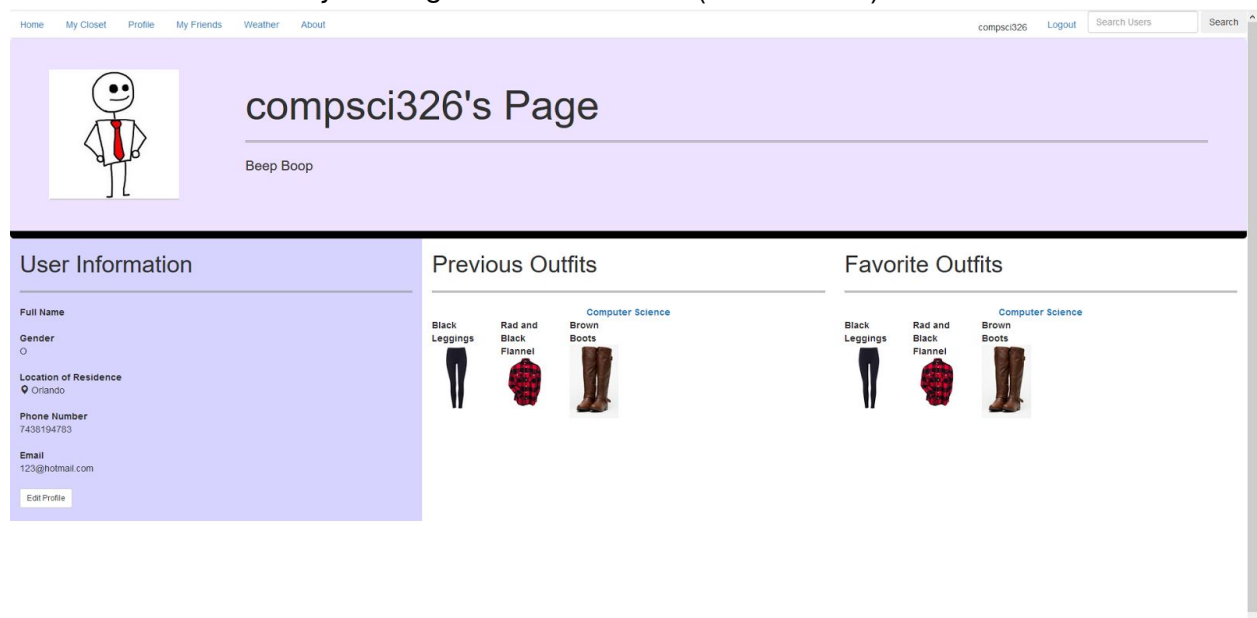 Home My Closet Profile My Friends Weather About compsci326 Logout Search Users Search
compsci326's Page
Beep Boop
User Information
Full Name
Gender
O
Location of Residence
Orlando
Phone Number
7438194783
Email
123@hotmail.com
Edit Profile
Previous Outfits
Computer Science
Black Rad and Brown
Leggings Black Boots
Flannel
Favorite Outfits
Computer Science
Black Rad and Brown
Leggings Black Boots
Flannel